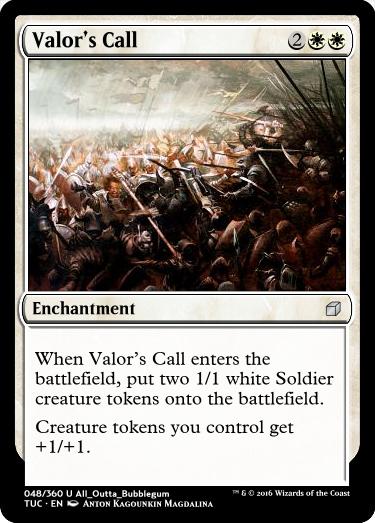 Valor's Call 2
Enchantment
When Valor's Call enters the
battlefield, put two 1/1 white Soldier
creature tokens onto the battlefield.
Creature tokens you control get
+1/+1.
048/360 U All_Outta_Bubblegum
TUC • EN Anton Kagounkin Magdalina
™ & © 2016 Wizards of the Coast